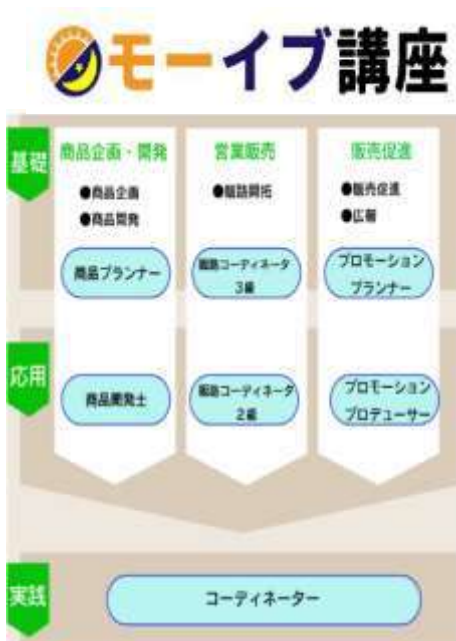 モーイブ講座
基礎
商品企画・開発
営業販売
販売促進
●商品企画
●商品開発
●販路開拓
●販売促進
●広報
商品プランナー
販路コーディネータ
3級
プロモーション
プランナー
応用
商品開発士
販路コーディネータ
2級
プロモーション
プロデューサー
実践
コーディネーター